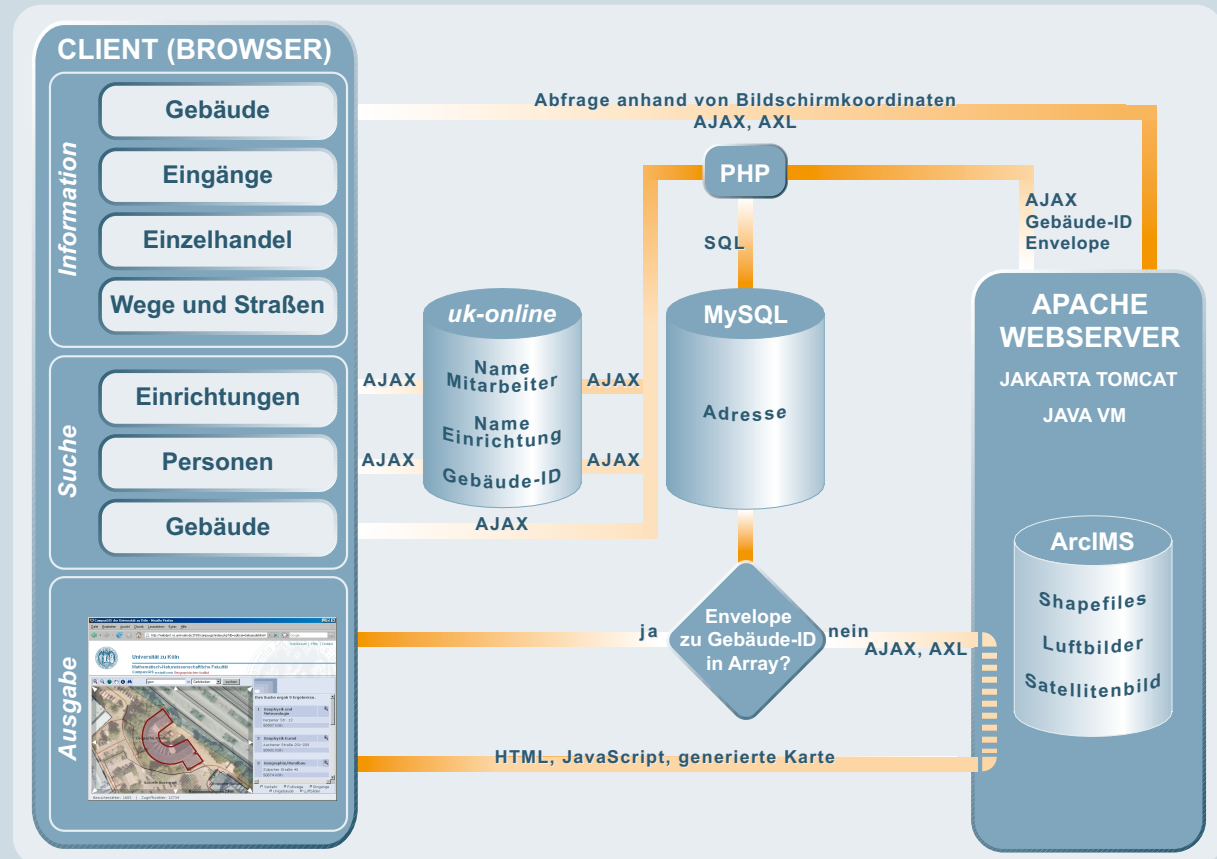 CLIENT (BROWSER)
Information
Gebäude
Eingänge
Einzelhandel
Wege und Straßen
Suche
Einrichtungen
Personen
Gebäude
Ausgabe
Universität zu Köln
Mathematisch-Naturwissenschaftliche Fakultät
Abfrage anhand von Bildschirmkoordinaten
AJAX, AXL
PHP
SQL
AJAX
Gebäude-ID
Envelope
uk-online
Name
Mitarbeiter
Name
Einrichtung
Gebäude-ID
AJAX
AJAX
AJAX
AJAX
AJAX
MySQL
Adresse
Envelope
zu Gebäude-ID
in Array?
ja
nein
AJAX, AXL
HTML, JavaScript, generierte Karte
APACHE
WEBSERVER
JAKARTA TOMCAT
JAVA VM
ArcIMS
Shapefiles
Luftbilder
Satellitenbild